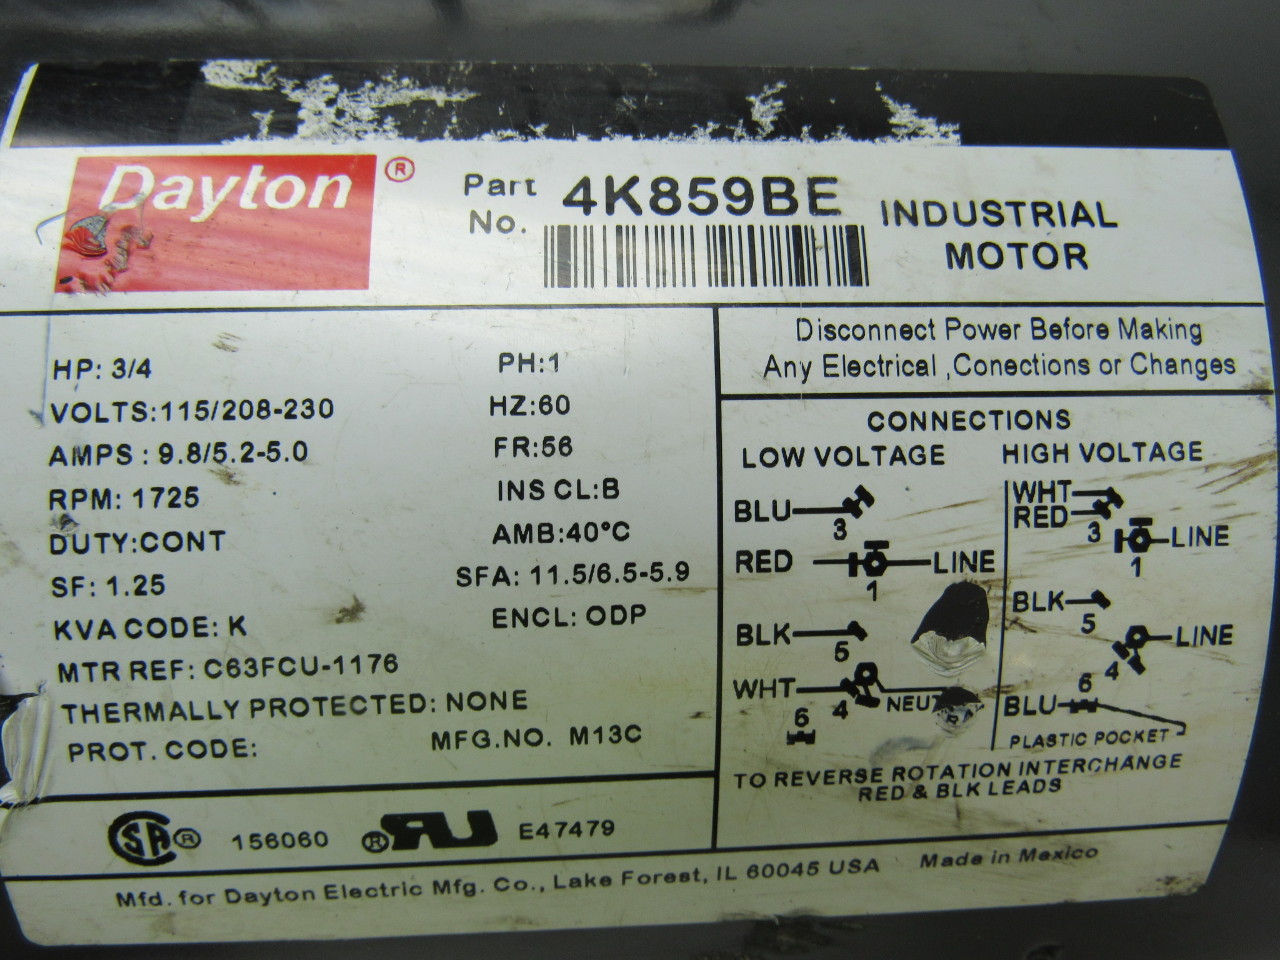 Dayton ®
Part No. 4K859BE
INDUSTRIAL
MOTOR
HP: 3/4
VOLTS:115/208-230
AMPS : 9.8/5.2-5.0
RPM: 1725
DUTY:CONT
SF: 1.25
KVA CODE: K
MTR REF: C63FCU-1176
THERMALLY PROTECTED: NONE
PROT. CODE:
PH:1
HZ:60
FR:56
INS CL:B
AMB:40°C
SFA: 11.5/6.5-5.9
ENCL: ODP
MFG.NO. M13C
Disconnect Power Before Making
Any Electrical ,Conections or Changes
CONNECTIONS
LOW VOLTAGE
BLU 3
RED 1 LINE
BLK 5
WHT 4
6
HIGH VOLTAGE
WHT
RED 3
1 LINE
BLK 5
4 LINE
6
BLU
PLASTIC POCKET
TO REVERSE ROTATION INTERCHANGE
RED & BLK LEADS
SA ® 156060 ® RU E47479
Mfd. for Dayton Electric Mfg. Co., Lake Forest, IL 60045 USA Made in Mexico